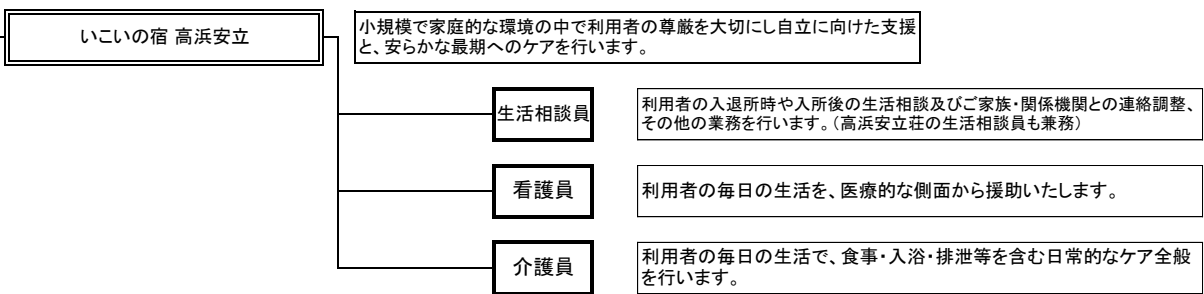 いこいの宿 高浜安立
小規模で家庭的な環境の中で利用者の尊厳を大切にし自立に向けた支援
と、安らかな最期へのケアを行います。
生活相談員
利用者の入退所時や入所後の生活相談及びご家族・関係機関との連絡調整、
その他の業務を行います。(高浜安立荘の生活相談員も兼務)
看護員
利用者の毎日の生活を、医療的な側面から援助いたします。
介護員
利用者の毎日の生活で、食事・入浴・排泄等を含む日常的なケア全般
を行います。